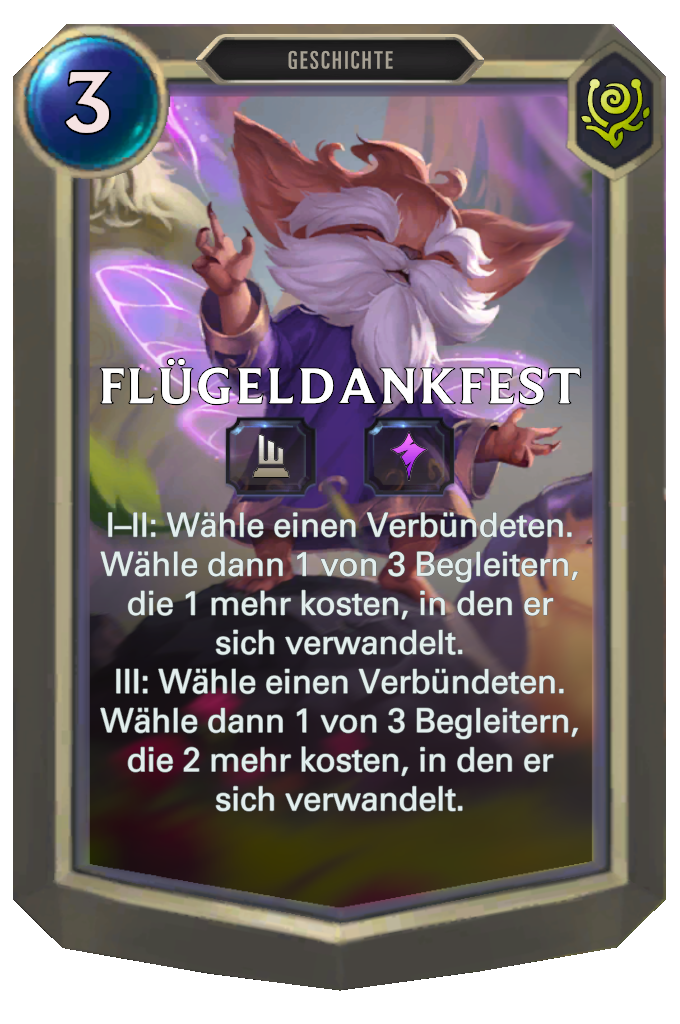 GESCHICHTE
3
FLÜGELDANKFEST
I–II: Wähle einen Verbündeten.
Wähle dann 1 von 3 Begleitern,
die 1 mehr kosten, in den er
sich verwandelt.
III: Wähle einen Verbündeten.
Wähle dann 1 von 3 Begleitern,
die 2 mehr kosten, in den er
sich verwandelt.